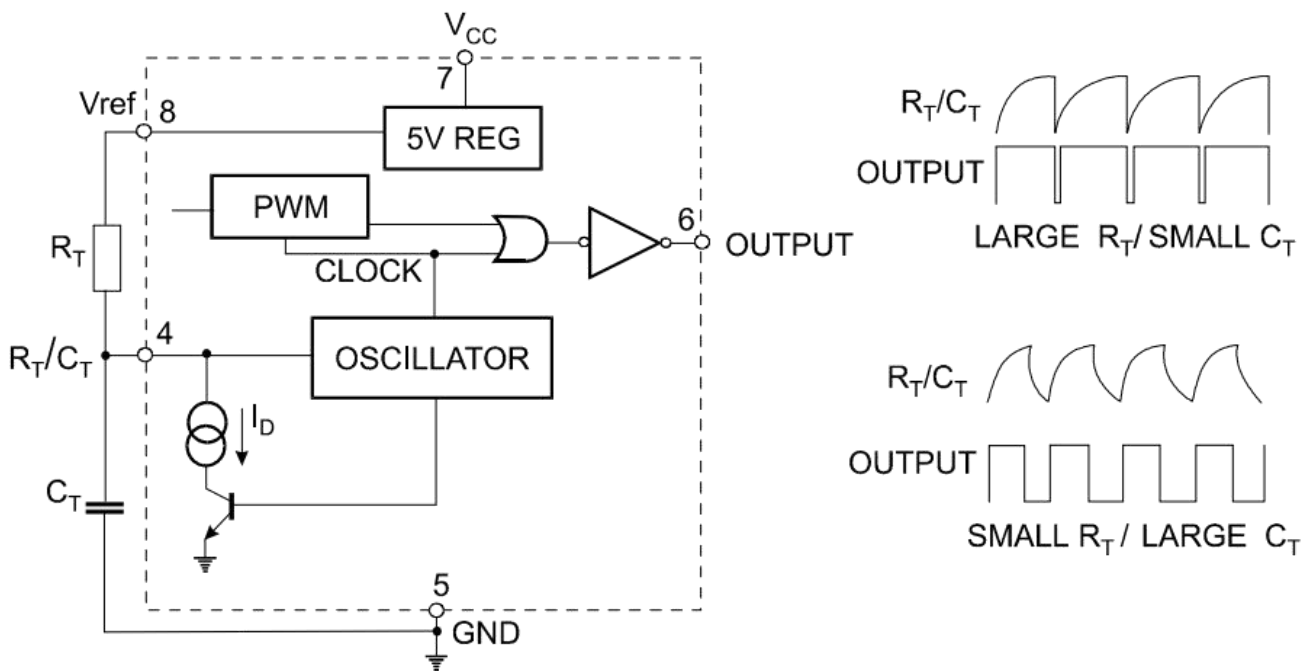 VCC
7
Vref 8
5V REG
PWM
6
OUTPUT
CLOCK
RT
4
RT/CT
OSCILLATOR
ID
CT
5
GND
RT/CT
OUTPUT
LARGE RT/ SMALL CT
RT/CT
OUTPUT
SMALL RT / LARGE CT